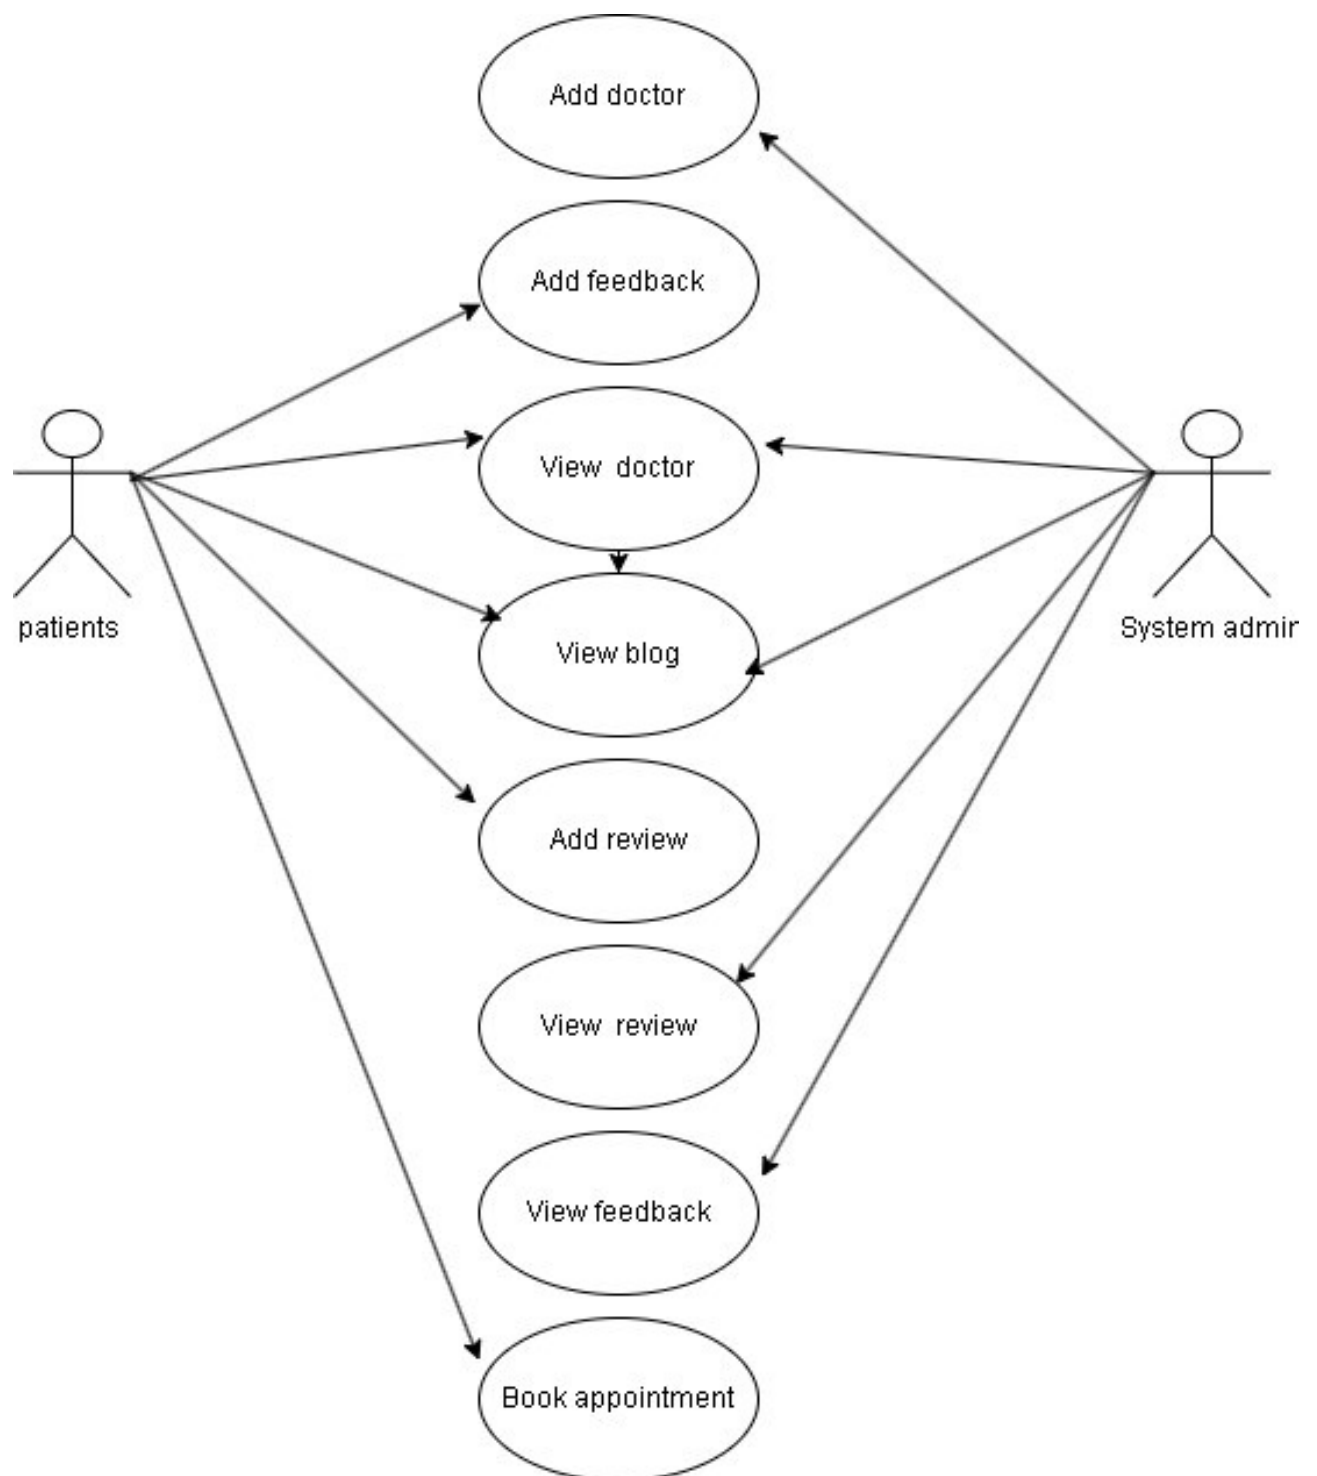 Add doctor
Add feedback
View  doctor
patients
System admir
View blog
Add review
View  review
View feedback
Book appointment